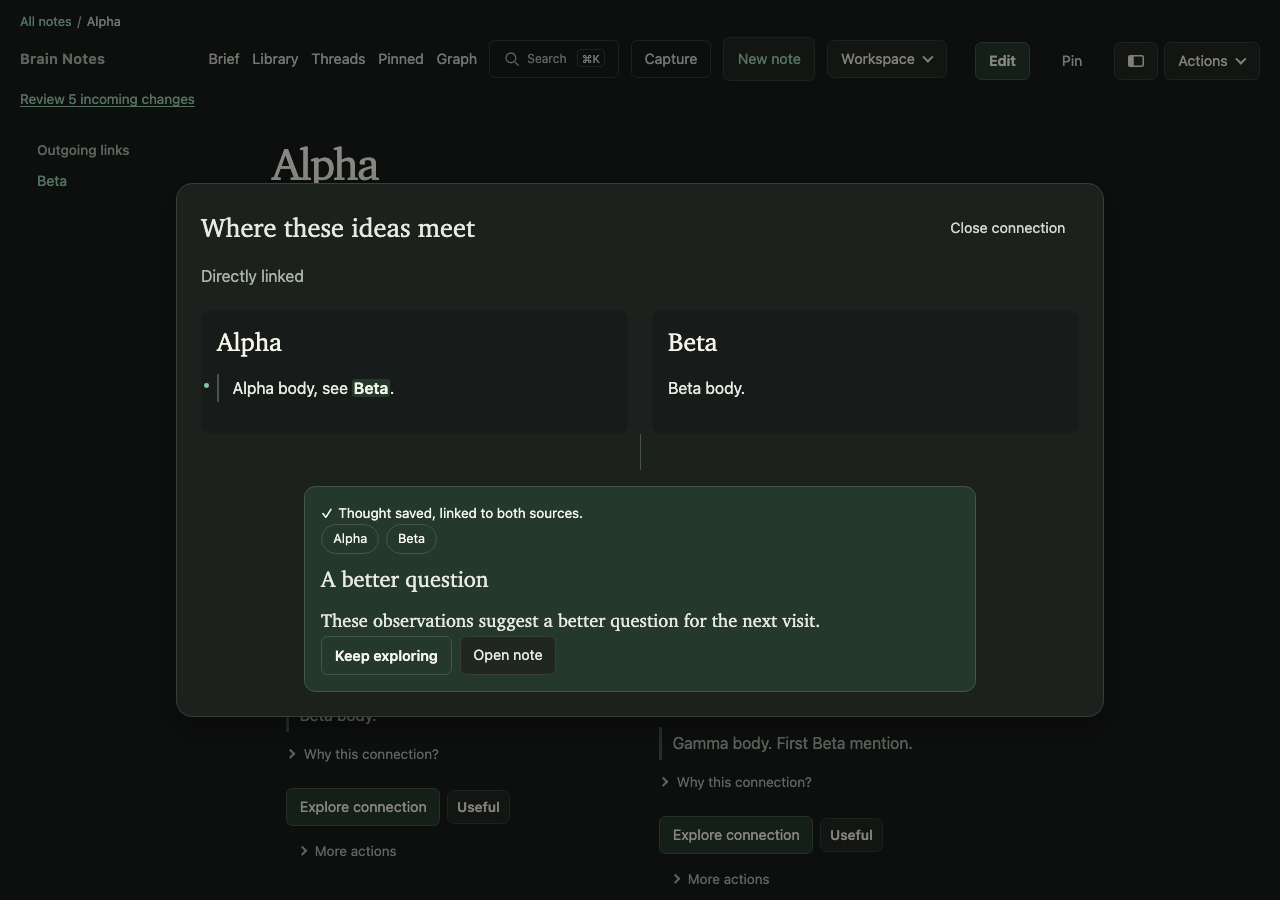 All notes / Alpha
Brain Notes
Brief Library Threads Pinned Graph Search ⌘K Capture New note Workspace Edit Pin Actions
Review 5 incoming changes
Outgoing links
Beta
Alpha
Where these ideas meet
Close connection
Directly linked
Alpha
Alpha body, see Beta.
Beta
Beta body.
✓ Thought saved, linked to both sources.
Alpha Beta
A better question
These observations suggest a better question for the next visit.
Keep exploring Open note
Beta body.
Why this connection?
Explore connection Useful
More actions
Gamma body. First Beta mention.
Why this connection?
Explore connection Useful
More actions